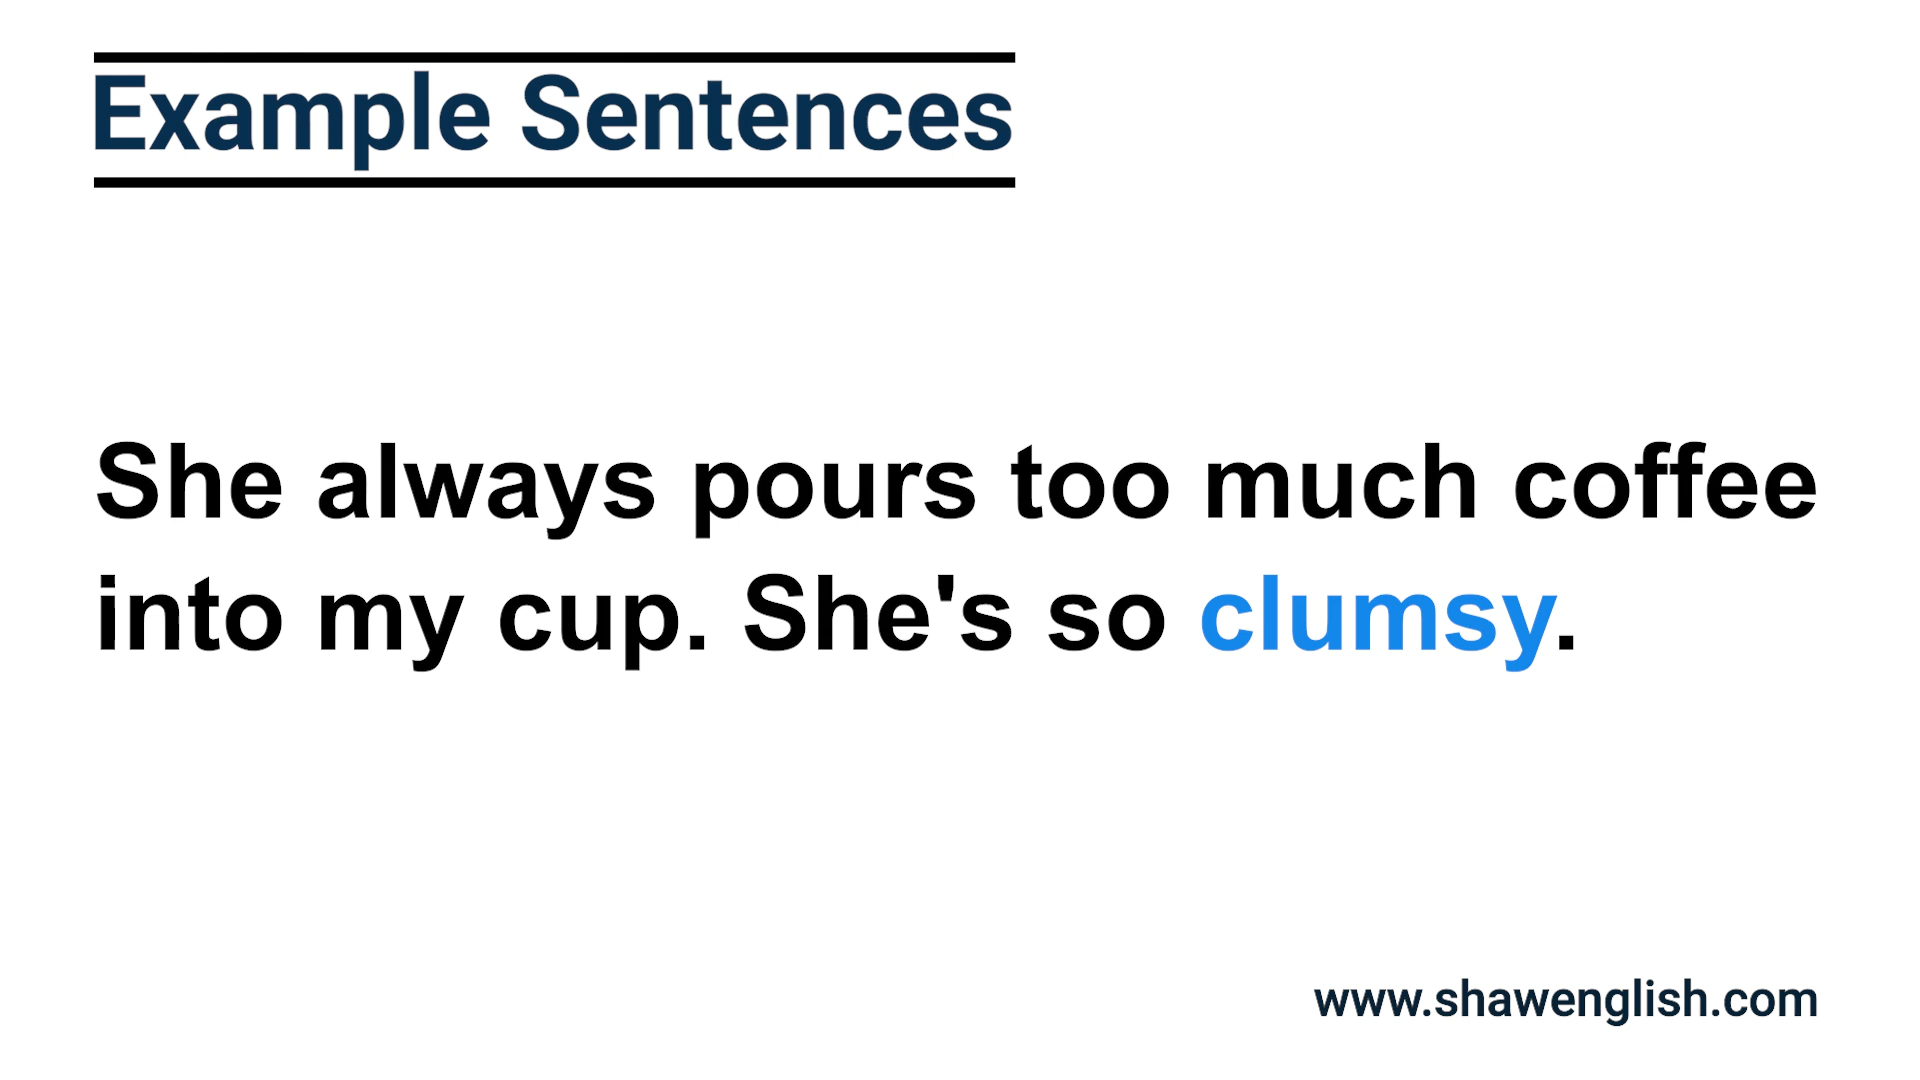 Example Sentences
She always pours too much coffee
into my cup. She's so clumsy.
www.shawenglish.com